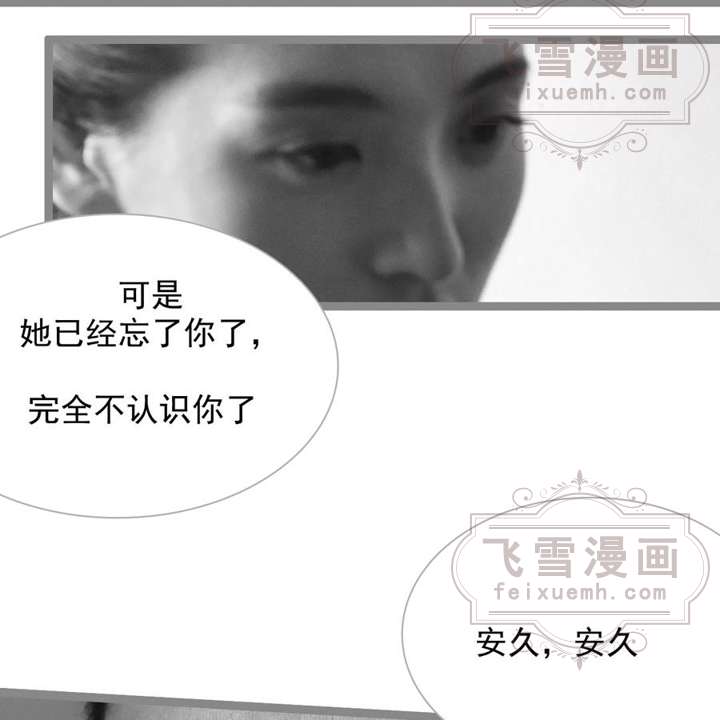 飞雪漫画
feixuemh.com
可是
她已经忘了你了，
完全不认识你了
飞雪漫画
feixuemh.com
安久，安久